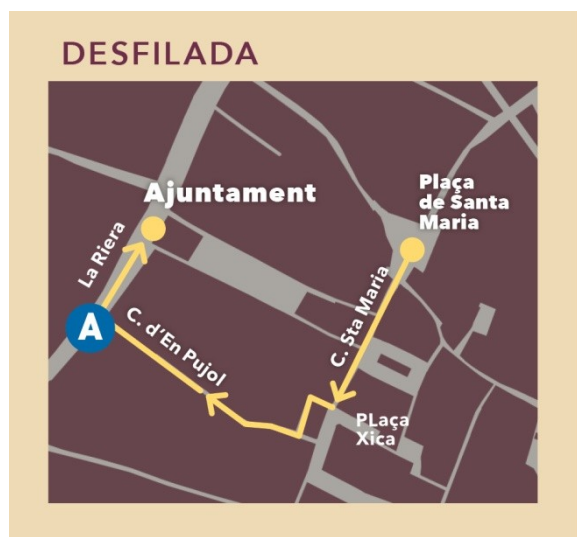 DESFILADA
Ajuntament
Plaça
de Santa
Maria
La Riera
C. Sta Maria
A
C. d'En Pujol
PLaça
Xica